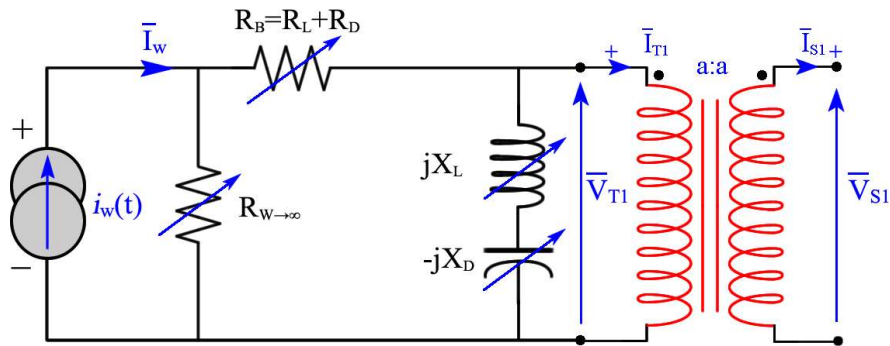 R_B=R_L+R_D
Ī_w
+
Ī_T1
a:a
Ī_S1+
+
i_w(t)
R_W→∞
jX_L
V̅_T1
V̅_S1
-jX_D
−